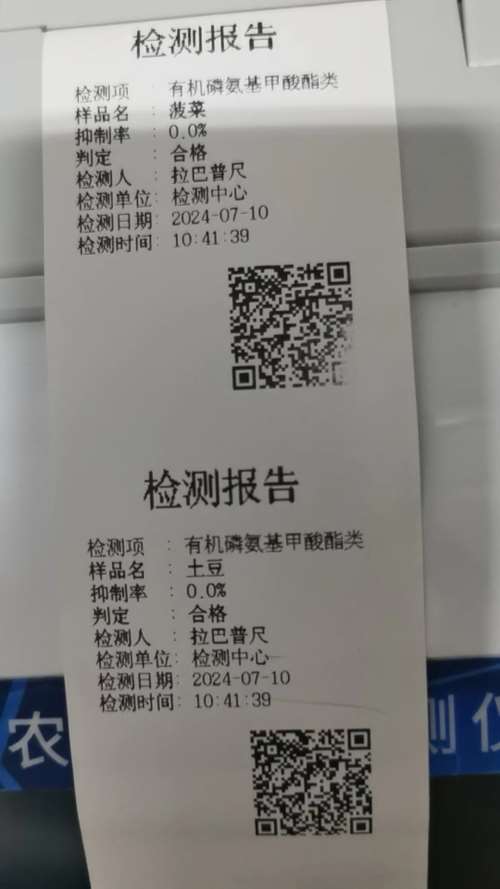 检测报告
检测项 : 有机磷氨基甲酸酯类
样品名 : 菠菜
抑制率 : 0.0%
判定 : 合格
检测人 : 拉巴普尺
检测单位: 检测中心
检测日期: 2024-07-10
检测时间: 10:41:39
检测报告
检测项 : 有机磷氨基甲酸酯类
样品名 : 土豆
抑制率 : 0.0%
判定 : 合格
检测人 : 拉巴普尺
检测单位: 检测中心
检测日期: 2024-07-10
检测时间: 10:41:39
农 测仪